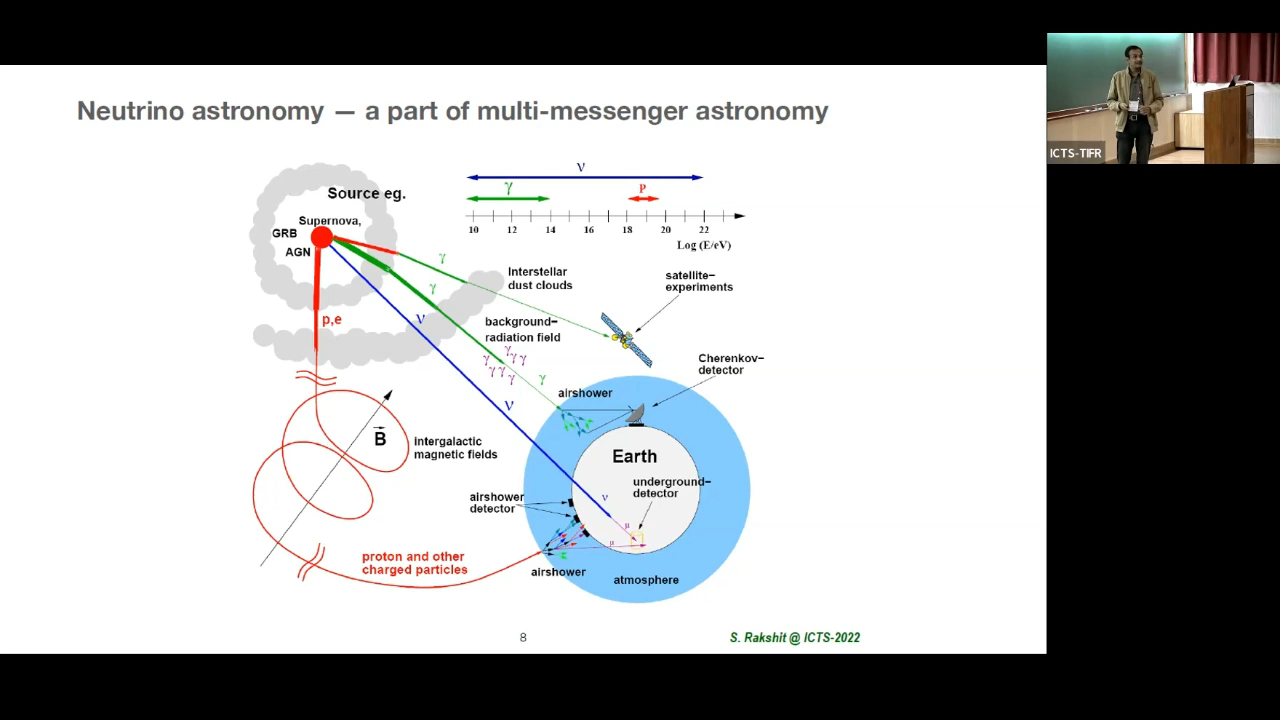 Neutrino astronomy — a part of multi-messenger astronomy
ICTS-TIFR
Source eg.
Supernova,
GRB
AGN
ν
γ
P
10 12 14 16 18 20 22
Log (E/eV)
γ
γ
ν
p,e
Interstellar
dust clouds
satellite−
experiments
background−
radiation field
γ γ γ γ
γ γ γ
γ
Cherenkov−
detector
airshower
ν
B
intergalactic
magnetic fields
Earth
underground−
detector
airshower
detector
ν
μ
μ
proton and other
charged particles
airshower
atmosphere
8
S. Rakshit @ ICTS-2022